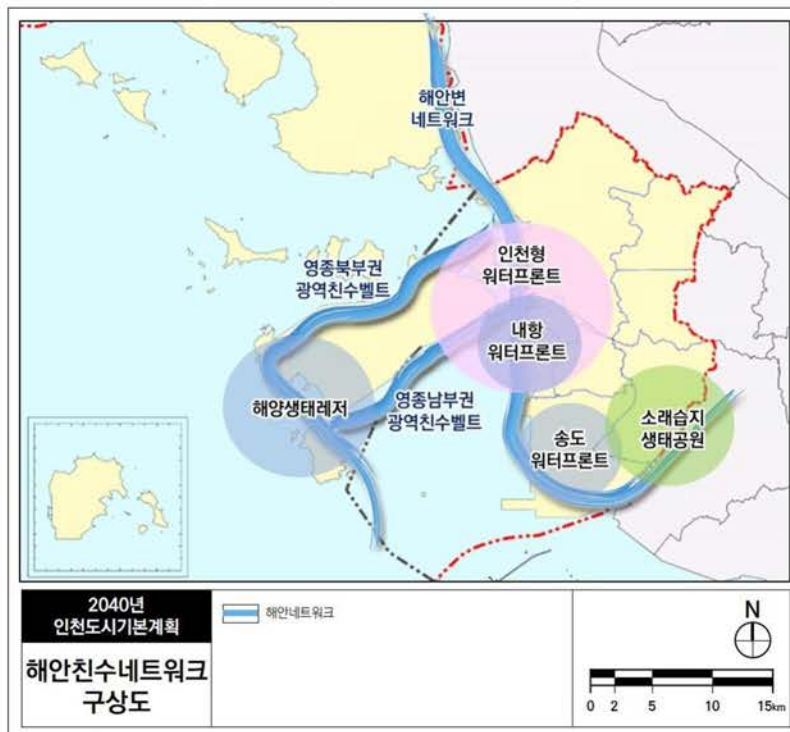 해안변
네트워크
인천형
워터프론트
영종북부권
광역친수벨트
내항
워터프론트
해양생태레저
영종남부권
광역친수벨트
송도
워터프론트
소래습지
생태공원
2040년
인천도시기본계획
해안친수네트워크
구상도
해안네트워크
N
0 2 5 10 15km